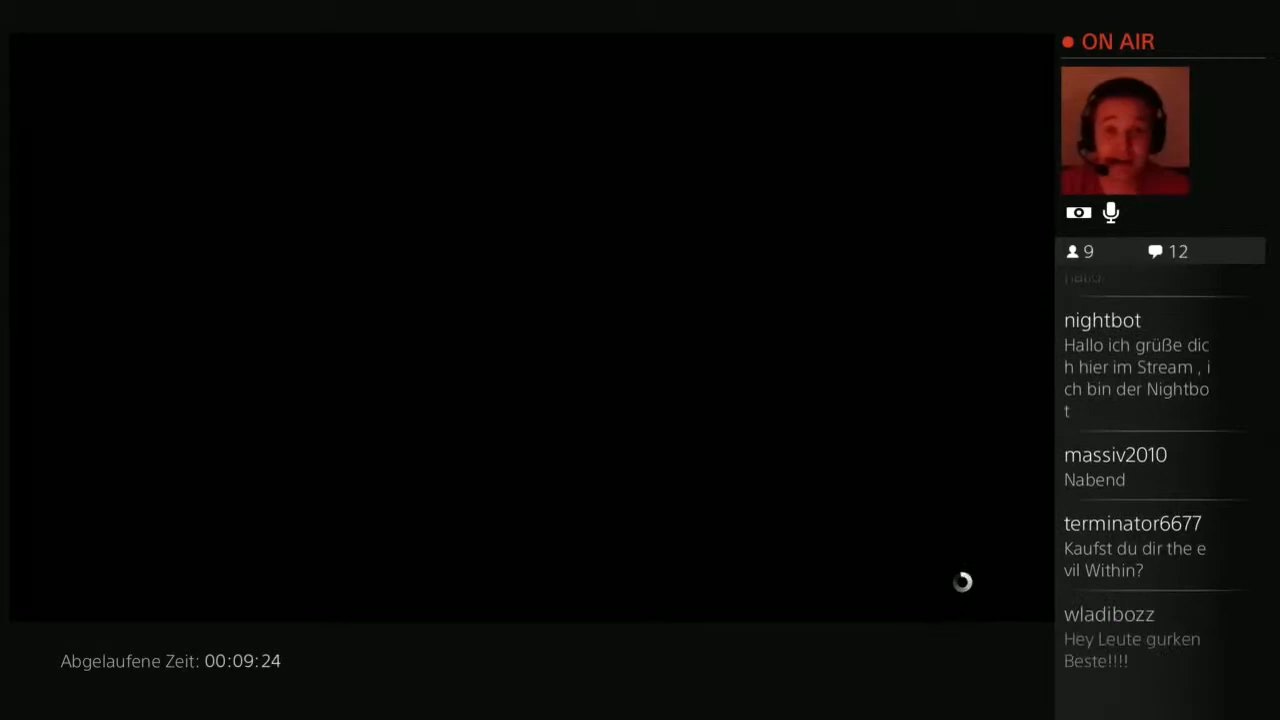 ON AIR
9 12
nightbot
Hallo ich grüße dic
h hier im Stream , i
ch bin der Nightbo
t
massiv2010
Nabend
terminator6677
Kaufst du dir the e
vil Within?
wladibozz
Hey Leute gurken
Beste!!!!
Abgelaufene Zeit: 00:09:24